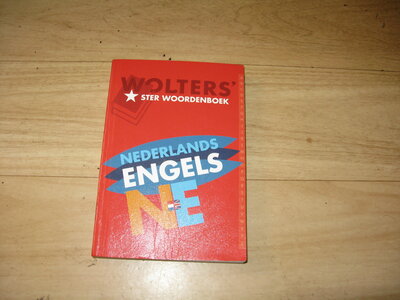 WOLTERS'
STER WOORDENBOEK
NEDERLANDS
ENGELS
NE